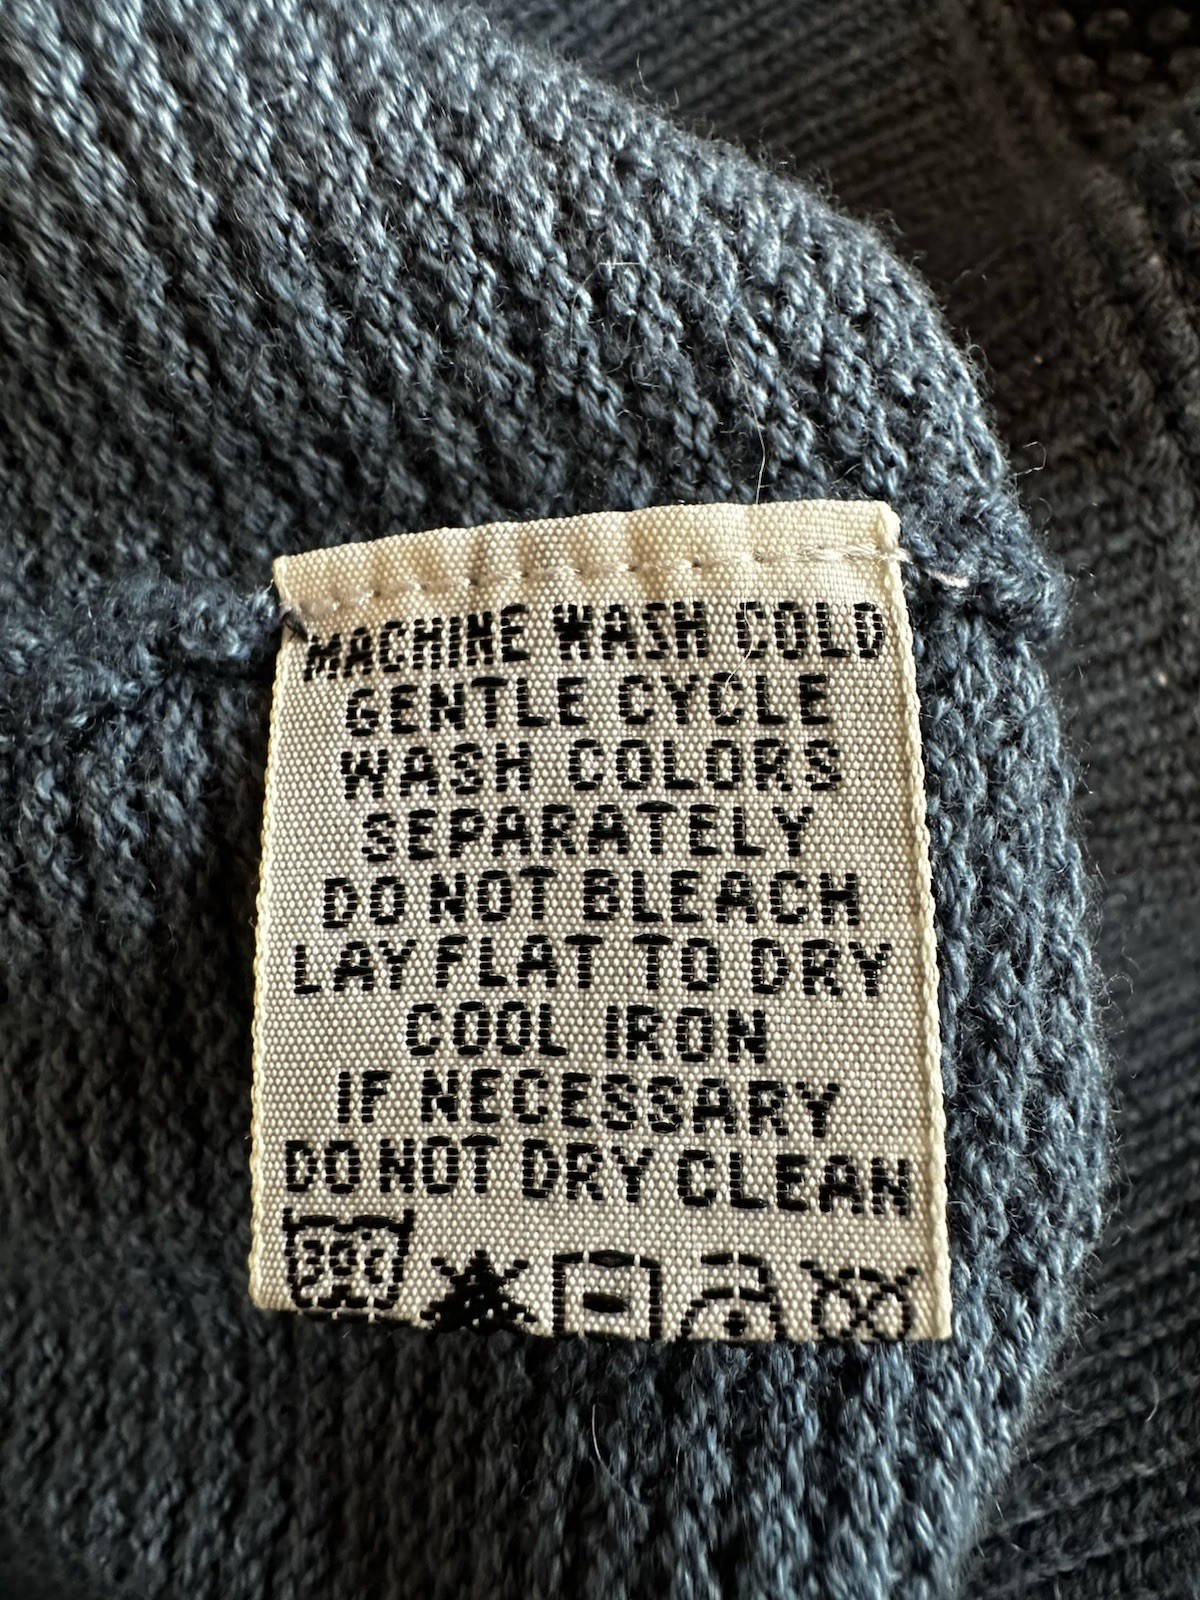 MACHINE WASH COLD
GENTLE CYCLE
WASH COLORS
SEPARATELY
DO NOT BLEACH
LAY FLAT TO DRY
COOL IRON
IF NECESSARY
DO NOT DRY CLEAN
30°C